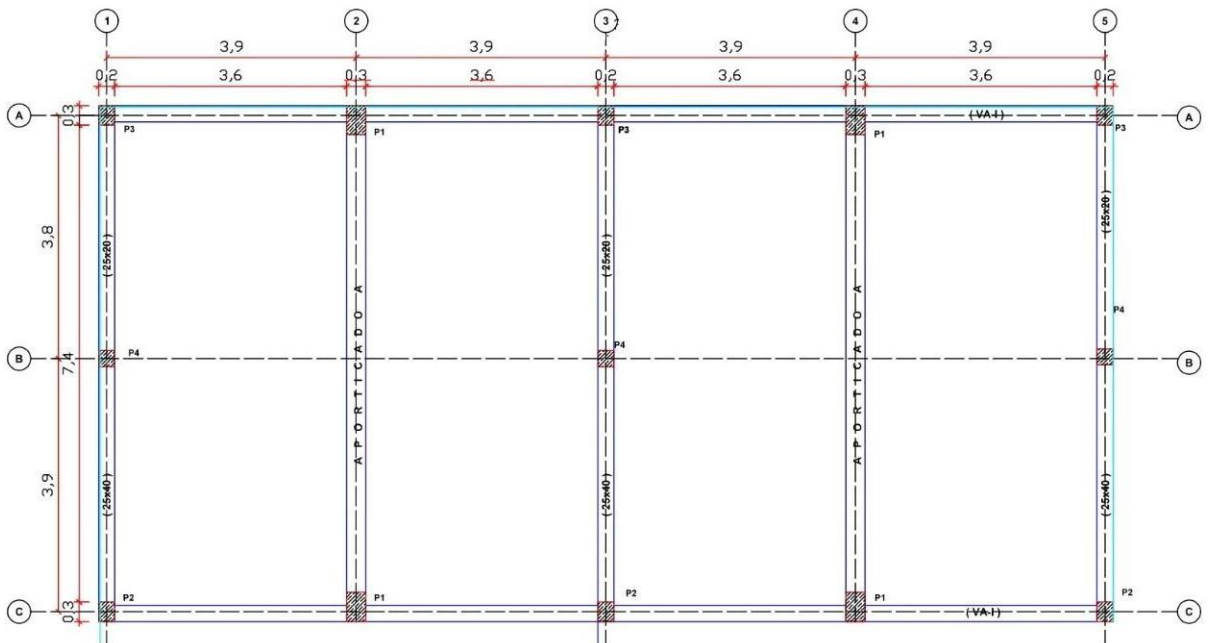 1 2 3 4 5
3,9 3,9 3,9 3,9
0,2 3,6 0,3 3,6 0,2 3,6 0,3 3,6 0,2
A 0,3 ( VA-I ) A
P3 P1 P3 P1 P3
3,8
( 25x20 ) ( 25x20 ) ( 25x20 )
APORTICADO A APORTICADO A
P4
P4 P4
B 7,4 B
3,9
( 25x40 ) ( 25x40 ) ( 25x40 )
P2 P1 P2 P1 P2
C 0,3 ( VA-I ) C